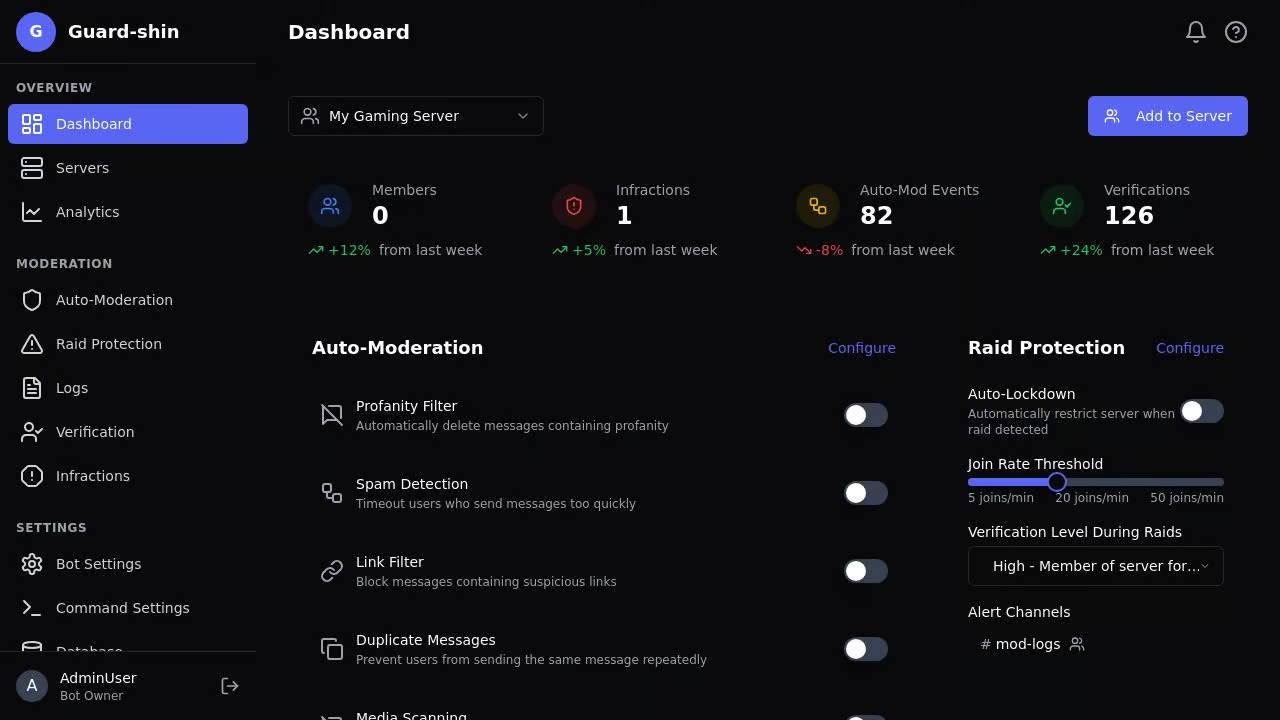 G Guard-shin
Dashboard
OVERVIEW
Dashboard
Servers
Analytics
MODERATION
Auto-Moderation
Raid Protection
Logs
Verification
Infractions
SETTINGS
Bot Settings
Command Settings
Database
A
AdminUser
Bot Owner
My Gaming Server
Add to Server
Members
0
+12% from last week
Infractions
1
+5% from last week
Auto-Mod Events
82
-8% from last week
Verifications
126
+24% from last week
Auto-Moderation
Configure
Profanity Filter
Automatically delete messages containing profanity
Spam Detection
Timeout users who send messages too quickly
Link Filter
Block messages containing suspicious links
Duplicate Messages
Prevent users from sending the same message repeatedly
Media Scanning
Raid Protection
Configure
Auto-Lockdown
Automatically restrict server when
raid detected
Join Rate Threshold
5 joins/min 20 joins/min 50 joins/min
Verification Level During Raids
High - Member of server for...
Alert Channels
# mod-logs